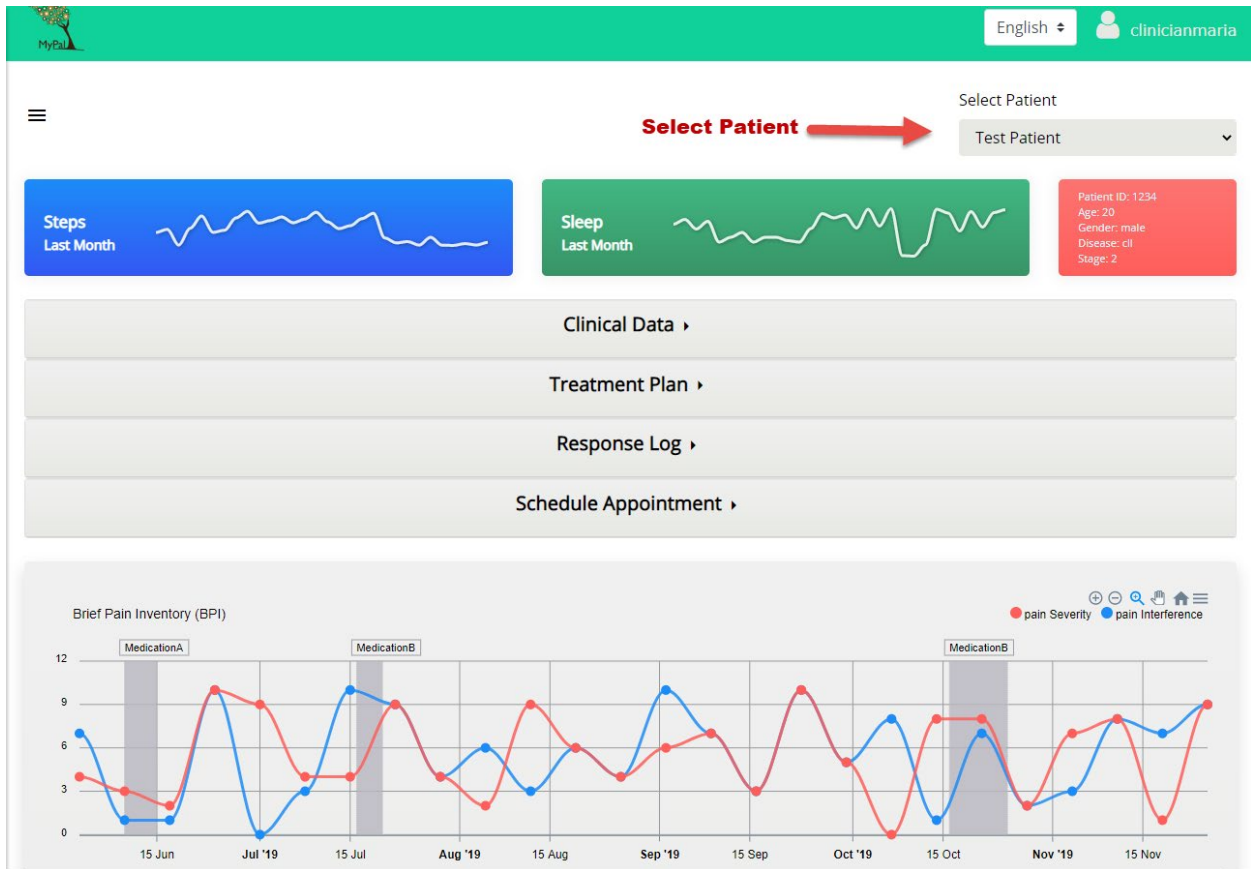 MyPal
English
clinicianmaria
Select Patient
Select Patient
Test Patient
Steps
Last Month
Sleep
Last Month
Patient ID: 1234
Age: 20
Gender: male
Disease: cll
Stage: 2
Clinical Data
Treatment Plan
Response Log
Schedule Appointment
Brief Pain Inventory (BPI)
pain Severity pain Interference
MedicationA MedicationB MedicationB
12
9
6
3
0
15 Jun Jul '19 15 Jul Aug '19 15 Aug Sep '19 15 Sep Oct '19 15 Oct Nov '19 15 Nov